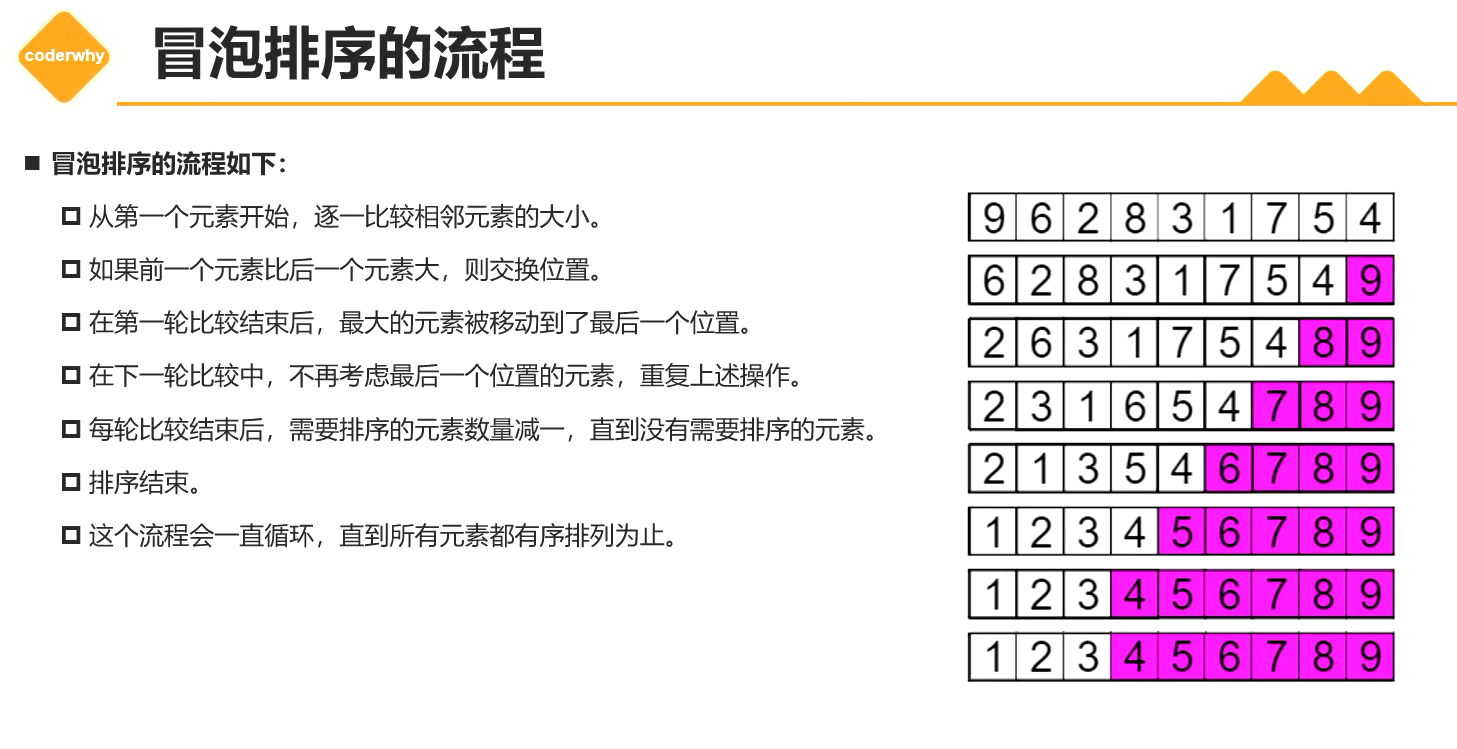 coderwhy
冒泡排序的流程
冒泡排序的流程如下：
从第一个元素开始，逐一比较相邻元素的大小。
如果前一个元素比后一个元素大，则交换位置。
在第一轮比较结束后，最大的元素被移动到了最后一个位置。
在下一轮比较中，不再考虑最后一个位置的元素，重复上述操作。
每轮比较结束后，需要排序的元素数量减一，直到没有需要排序的元素。
排序结束。
这个流程会一直循环，直到所有元素都有序排列为止。
9 6 2 8 3 1 7 5 4
6 2 8 3 1 7 5 4 9
2 6 3 1 7 5 4 8 9
2 3 1 6 5 4 7 8 9
2 1 3 5 4 6 7 8 9
1 2 3 4 5 6 7 8 9
1 2 3 4 5 6 7 8 9
1 2 3 4 5 6 7 8 9